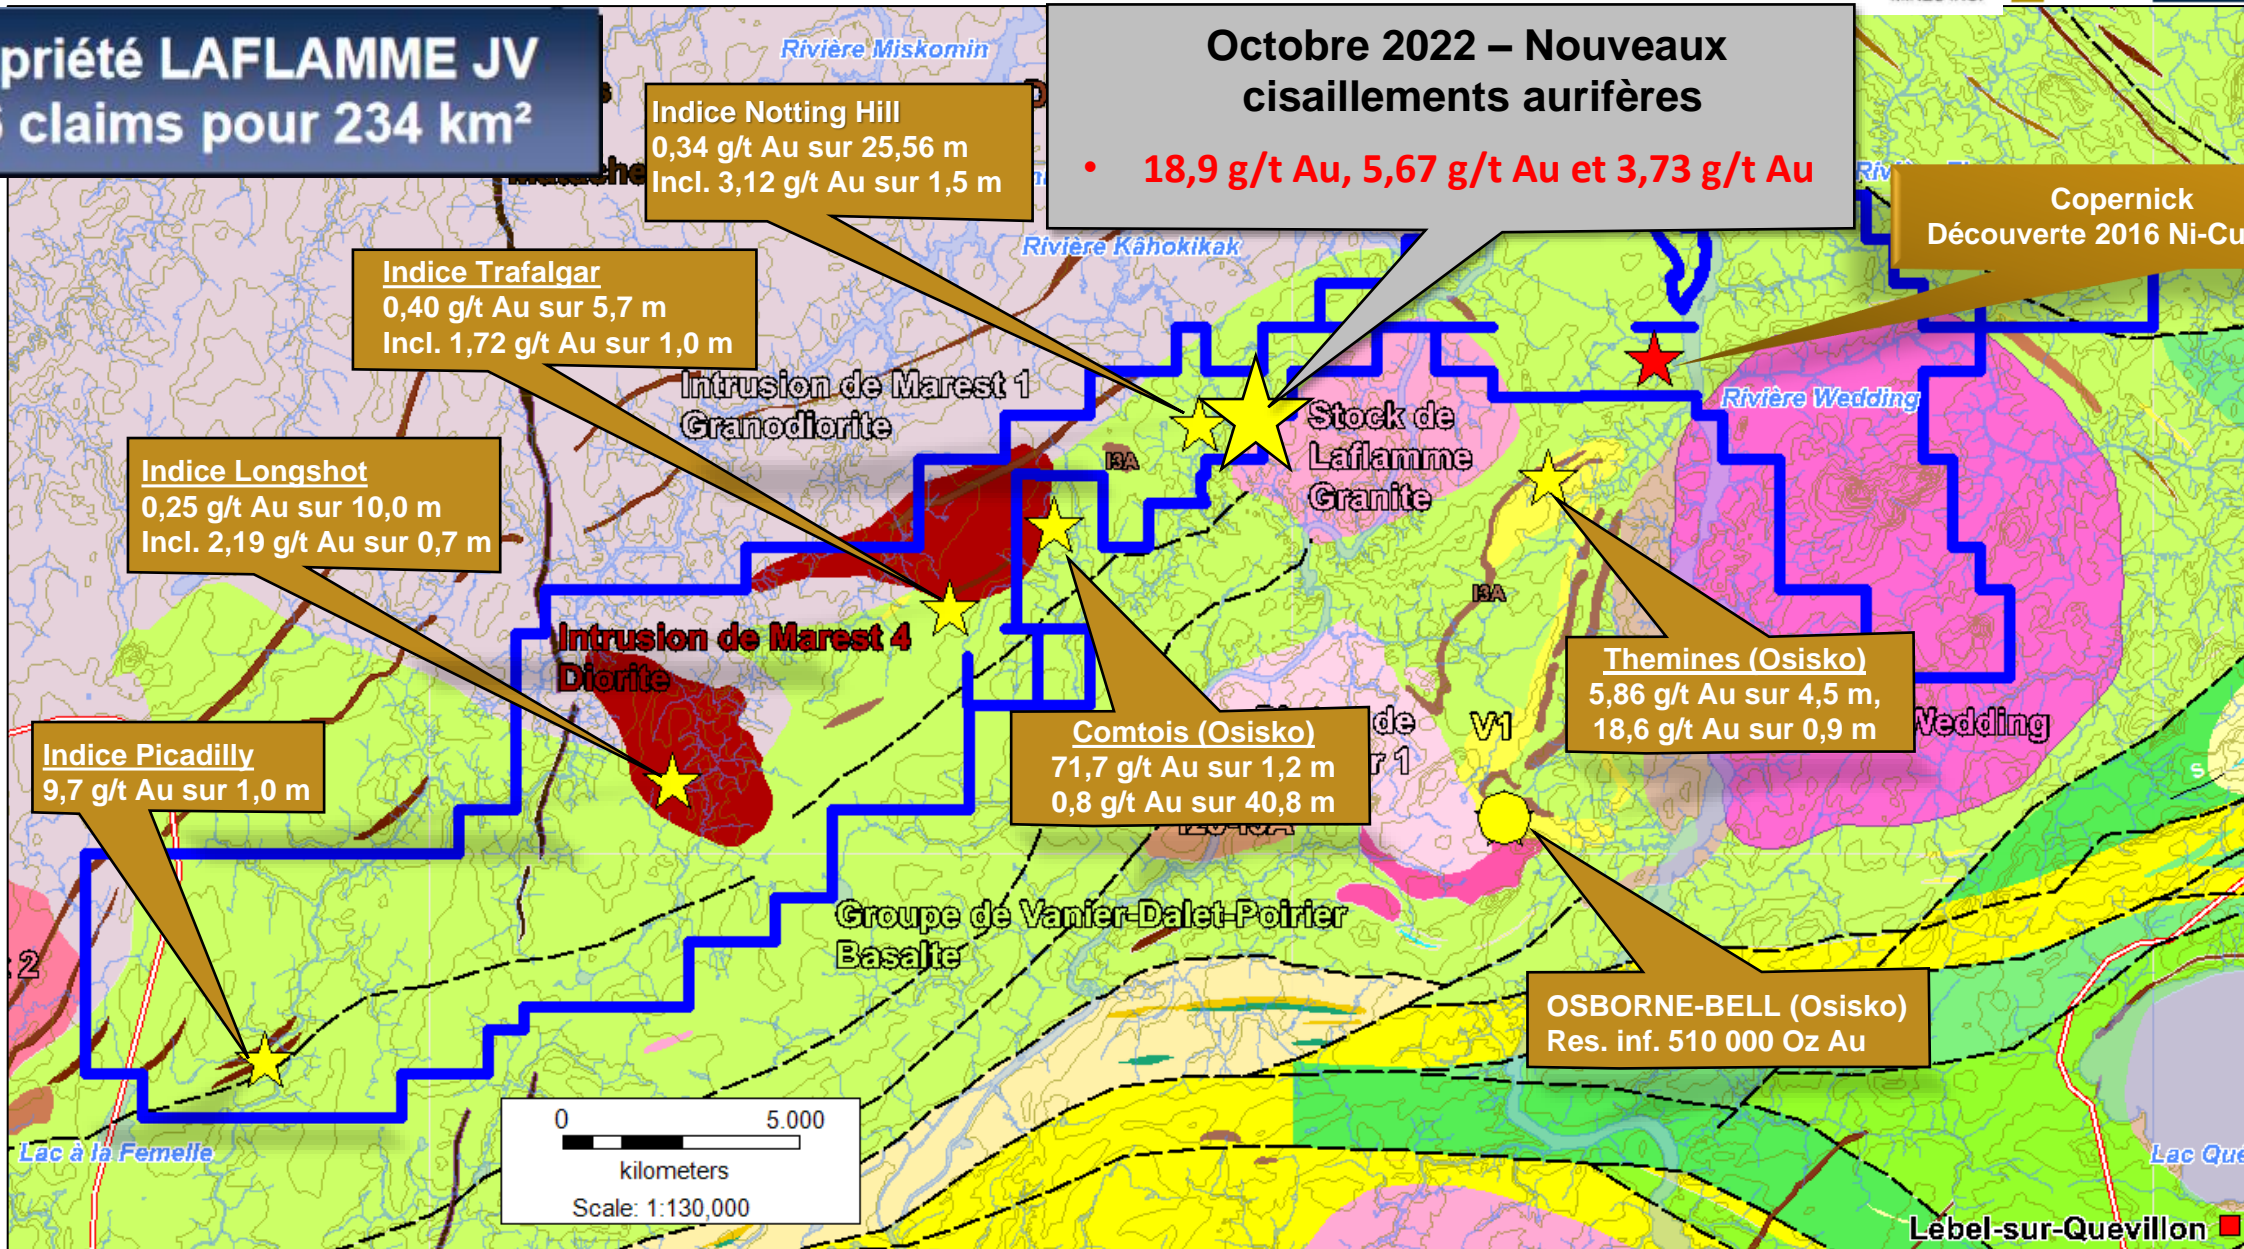 priété LAFLAMME JV
claims pour 234 km²
Rivière Miskomin
Octobre 2022 – Nouveaux
cisaillements aurifères
• 18,9 g/t Au, 5,67 g/t Au et 3,73 g/t Au
Indice Notting Hill
0,34 g/t Au sur 25,56 m
Incl. 3,12 g/t Au sur 1,5 m
Copernick
Découverte 2016 Ni-Cu
Rivière Kâhokikak
Indice Trafalgar
0,40 g/t Au sur 5,7 m
Incl. 1,72 g/t Au sur 1,0 m
Intrusion de Marest 1
Granodiorite
Rivière Wedding
Stock de
Laflamme
Granite
I3A
Indice Longshot
0,25 g/t Au sur 10,0 m
Incl. 2,19 g/t Au sur 0,7 m
I3A
Intrusion de Marest 4
Diorite
Themines (Osisko)
5,86 g/t Au sur 4,5 m,
18,6 g/t Au sur 0,9 m
Wedding
V1
de
r 1
Comtois (Osisko)
71,7 g/t Au sur 1,2 m
0,8 g/t Au sur 40,8 m
Indice Picadilly
9,7 g/t Au sur 1,0 m
Groupe de Vanier-Dalet-Poirier
Basalte
2
OSBORNE-BELL (Osisko)
Res. inf. 510 000 Oz Au
0 5.000
kilometers
Scale: 1:130,000
Lac à la Femelle
Lac Qué
Lebel-sur-Quevillon